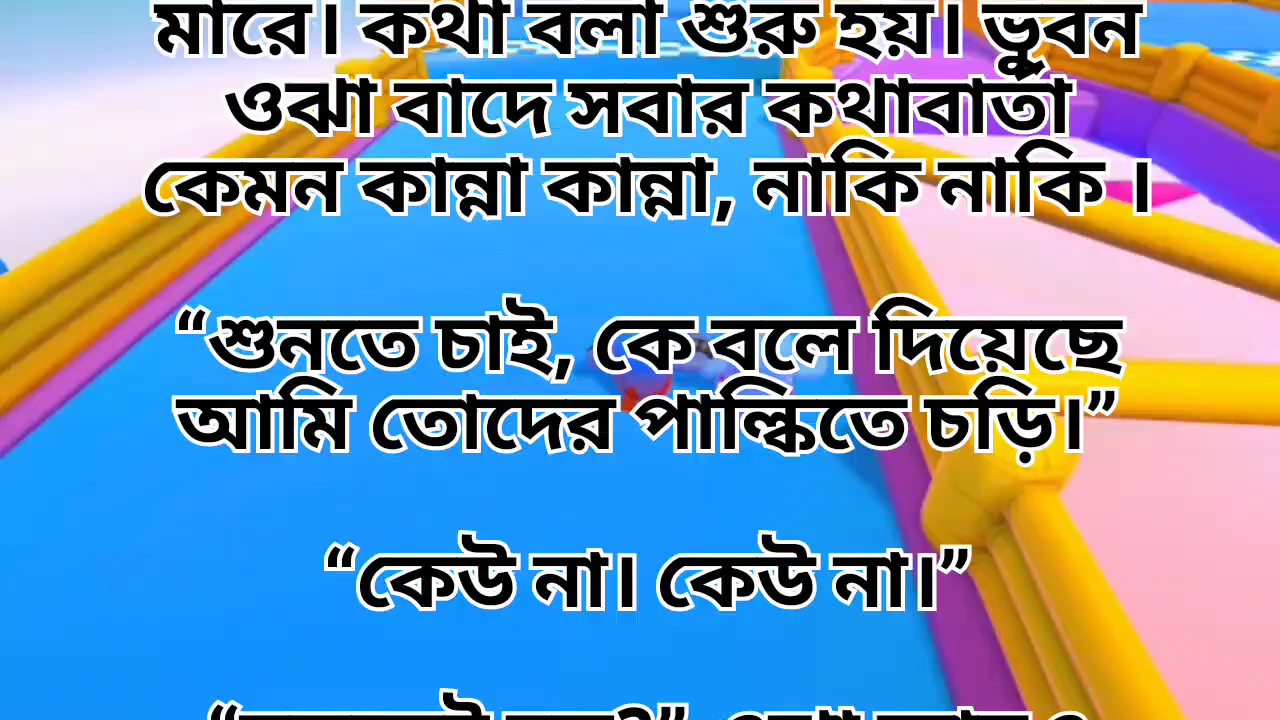 মারে। কথা বলা শুরু হয়। ভুবন
ওঝা বাদে সবার কথাবার্তা
কেমন কান্না কান্না, নাকি নাকি ।
“শুনতে চাই, কে বলে দিয়েছে
আমি তোদের পাল্কিতে চড়ি।”
“কেউ না। কেউ না।”